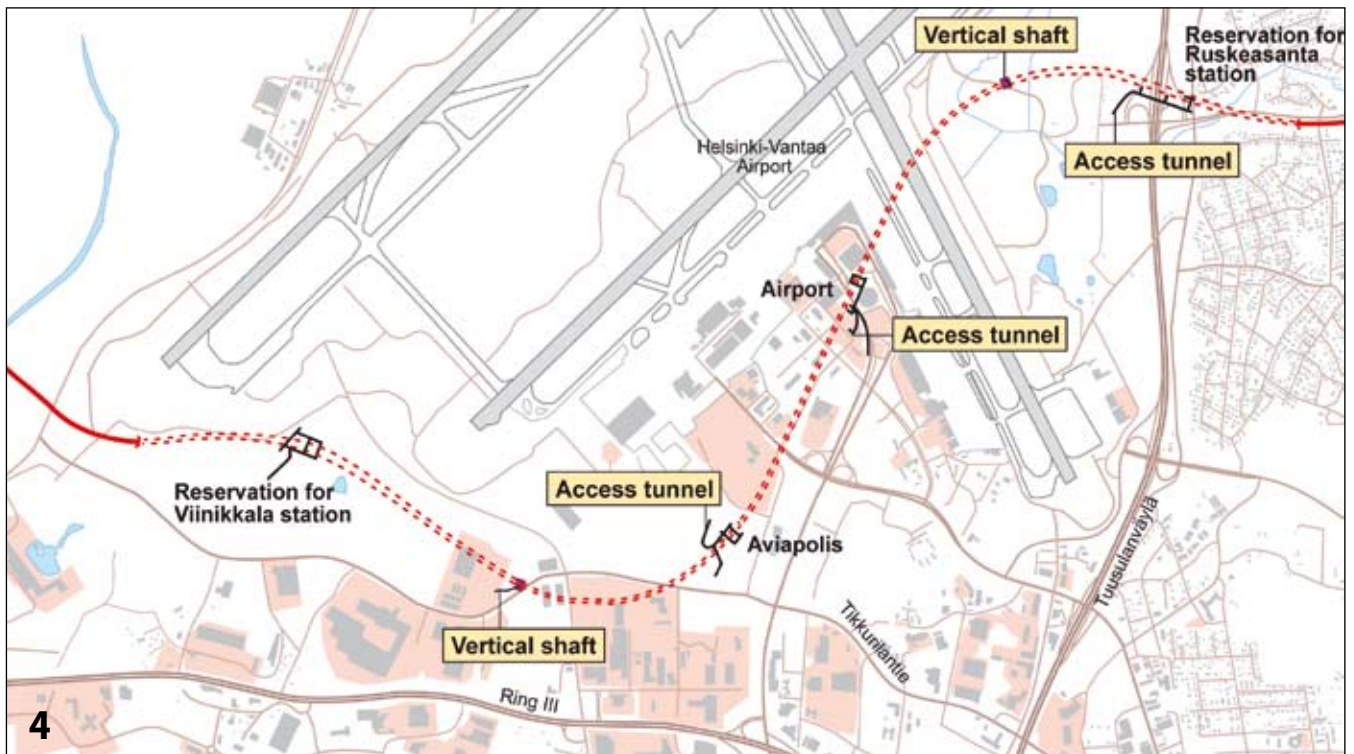 Vertical shaft
Reservation for
Ruskeasanta
station
Helsinki-Vantaa
Airport
Access tunnel
Airport
Access tunnel
Reservation for
Viinikkala station
Access tunnel
Aviapolis
Vertical shaft
Tikkurilantie
Tuusulanväylä
Ring III
4